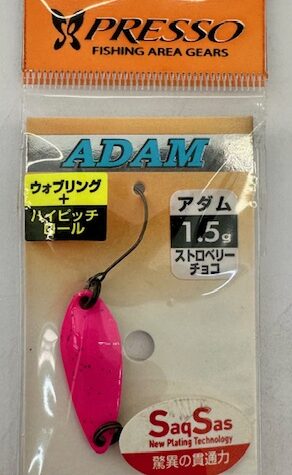 PRESSO
FISHING AREA GEARS
ADAM
ウォブリング
+
ハイピッチ
ロール
アダム
1.5g
ストロベリー
チョコ
SaqSas
New Plating Technology
驚異の貫通力